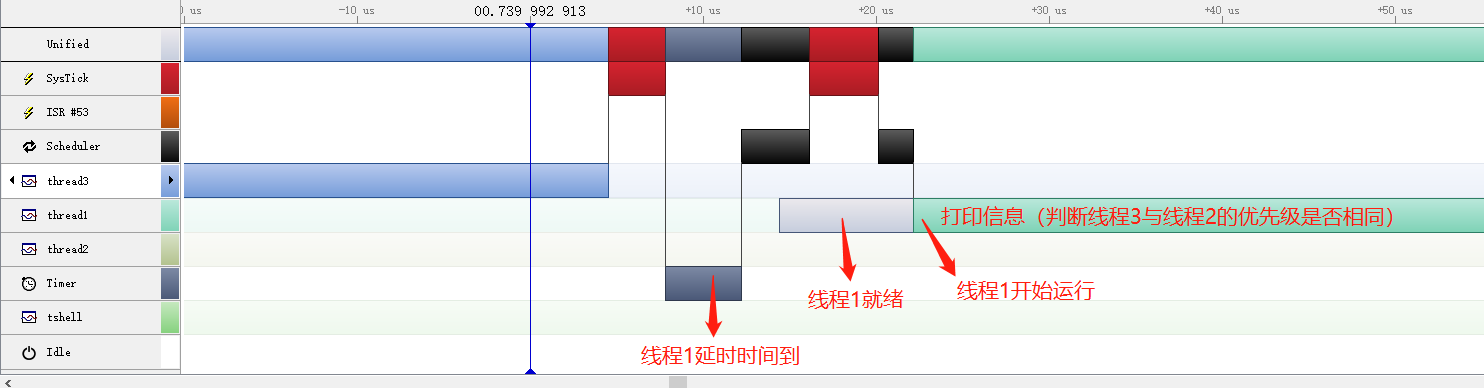 0 us
-10 us
00.739 992 913
+10 us
+20 us
+30 us
+40 us
+50 us
Unified
SysTick
ISR #53
Scheduler
thread3
thread1
打印信息（判断线程3与线程2的优先级是否相同）
thread2
Timer
线程1就绪
线程1开始运行
tshell
Idle
线程1延时时间到